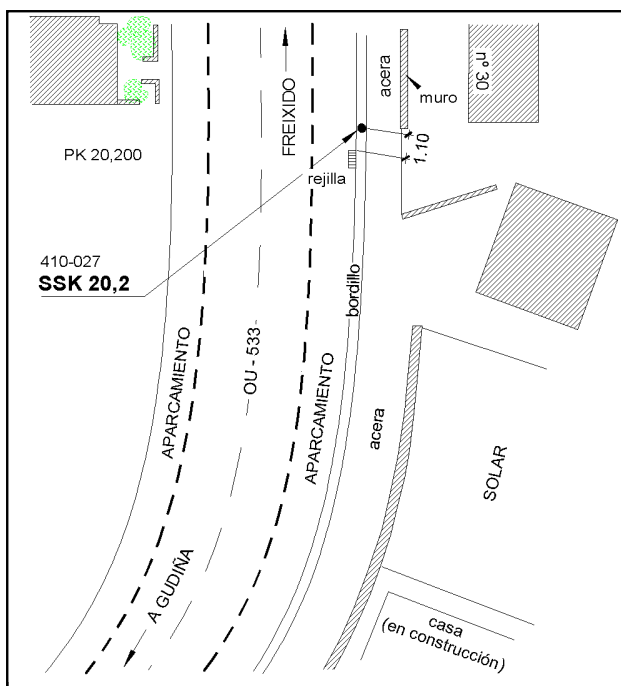 FREIXIDO
acera
nº 30
muro
1.10
rejilla
PK 20,200
410-027
SSK 20,2
bordillo
APARCAMIENTO
OU - 533
APARCAMIENTO
acera
SOLAR
A GUDIÑA
casa
(en construcción)